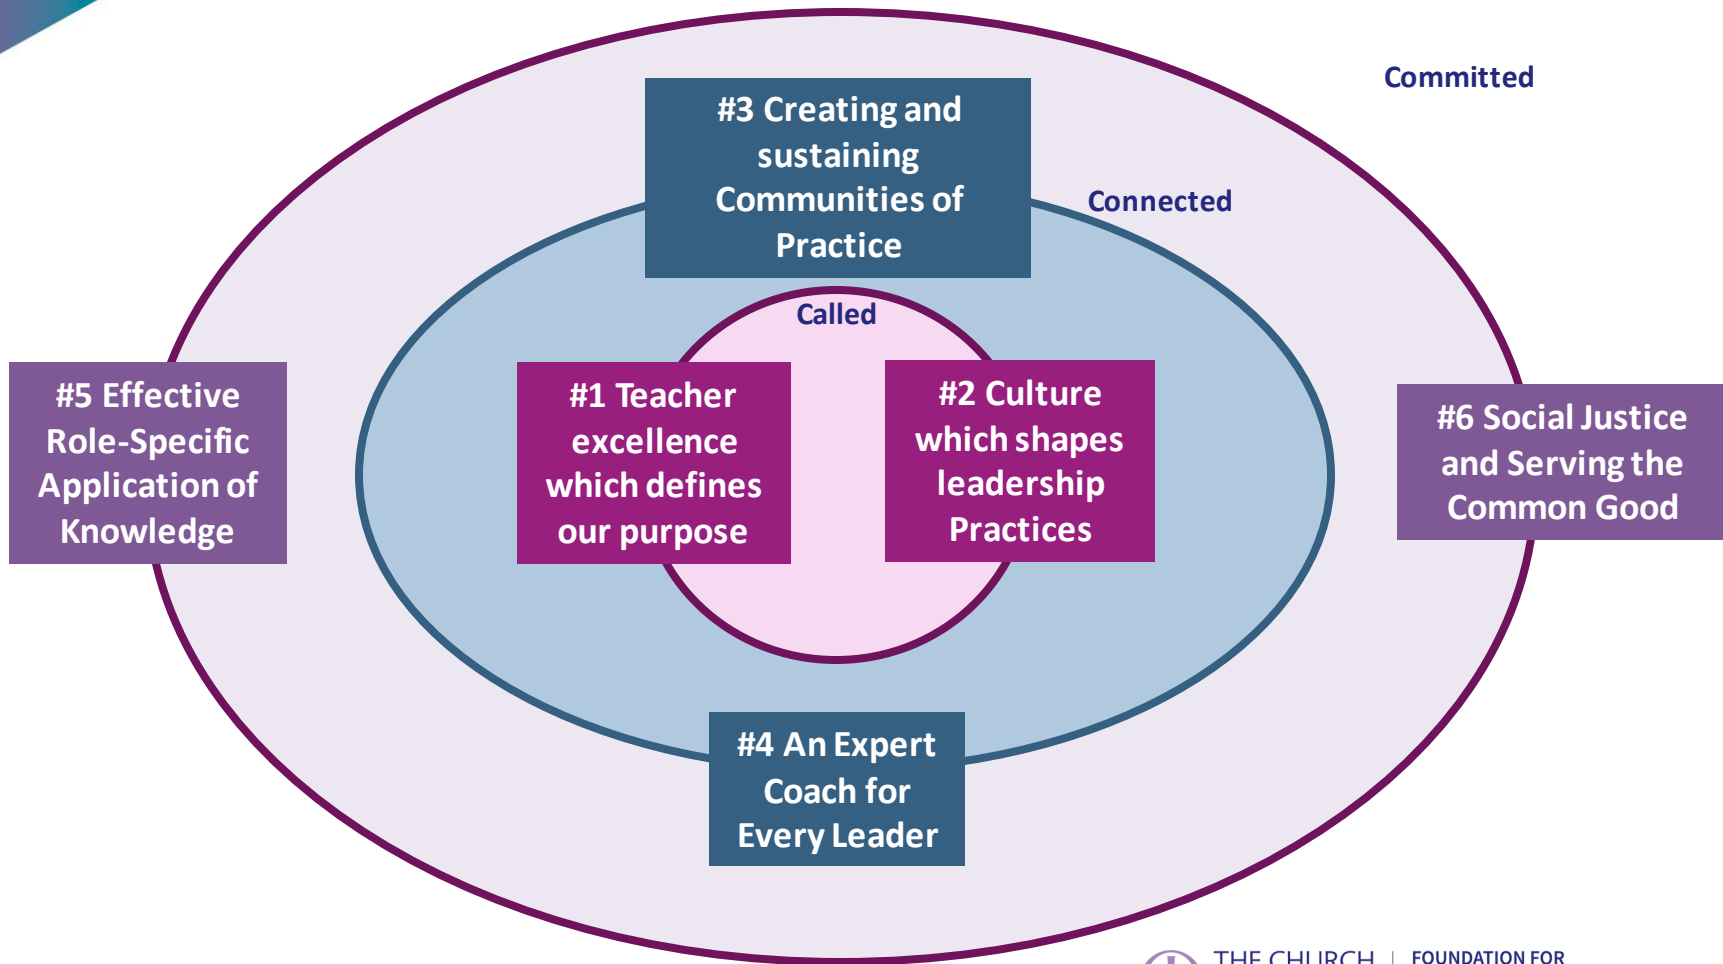 Committed
#3 Creating and
sustaining
Communities of
Practice
Connected
Called
#5 Effective
Role-Specific
Application of
Knowledge
#1 Teacher
excellence
which defines
our purpose
#2 Culture
which shapes
leadership
Practices
#6 Social Justice
and Serving the
Common Good
#4 An Expert
Coach for
Every Leader
THE CHURCH | FOUNDATION FOR